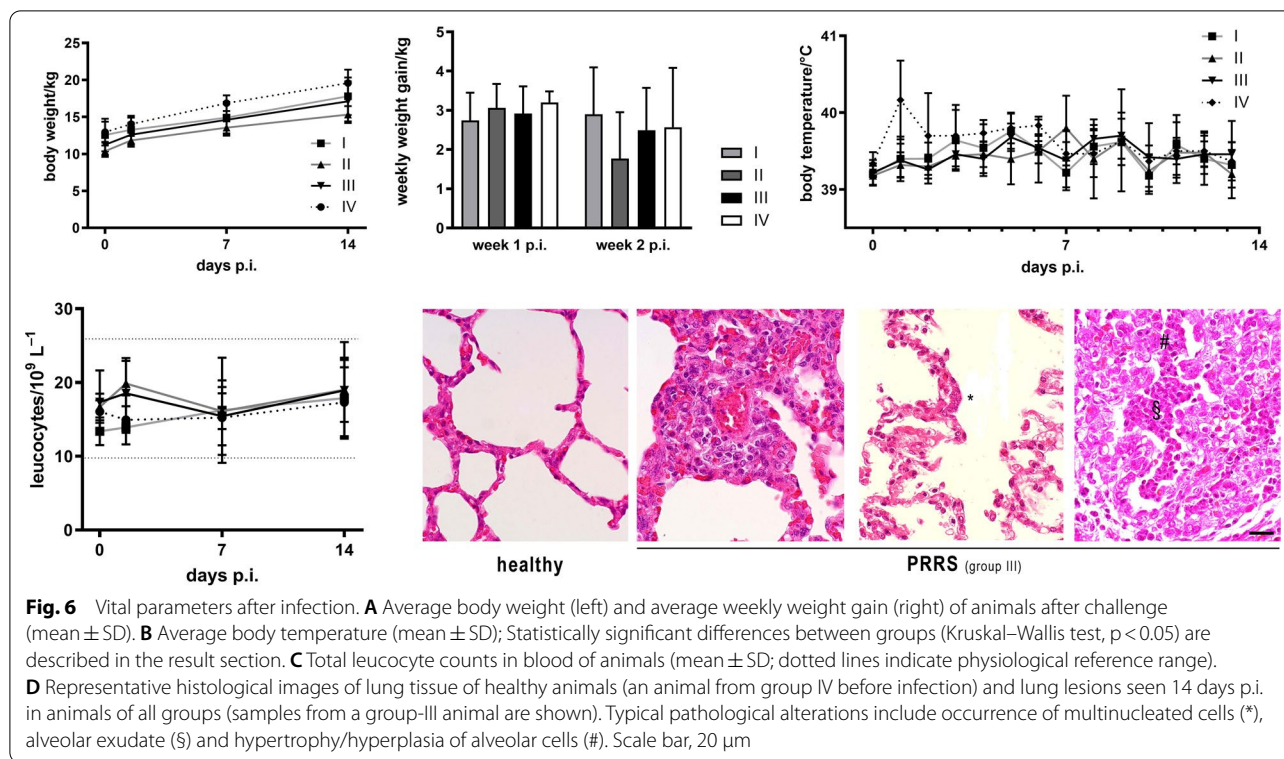 25
20
15
10
5
0
body weight/kg
I
II
III
IV
0
7
14
days p.i.
5
4
3
2
1
0
weekly weight gain/kg
week 1 p.i.
week 2 p.i.
I
II
III
IV
41
40
39
body temperature/°C
I
II
III
IV
0
7
14
days p.i.
30
20
10
0
leucocytes/10⁹ L⁻¹
0
7
14
days p.i.
*
#
§
healthy
PRRS (group III)
Fig. 6 Vital parameters after infection. A Average body weight (left) and average weekly weight gain (right) of animals after challenge
(mean ± SD). B Average body temperature (mean ± SD); Statistically significant differences between groups (Kruskal–Wallis test, p < 0.05) are
described in the result section. C Total leucocyte counts in blood of animals (mean ± SD; dotted lines indicate physiological reference range).
D Representative histological images of lung tissue of healthy animals (an animal from group IV before infection) and lung lesions seen 14 days p.i.
in animals of all groups (samples from a group-III animal are shown). Typical pathological alterations include occurrence of multinucleated cells (*),
alveolar exudate (§) and hypertrophy/hyperplasia of alveolar cells (#). Scale bar, 20 μm